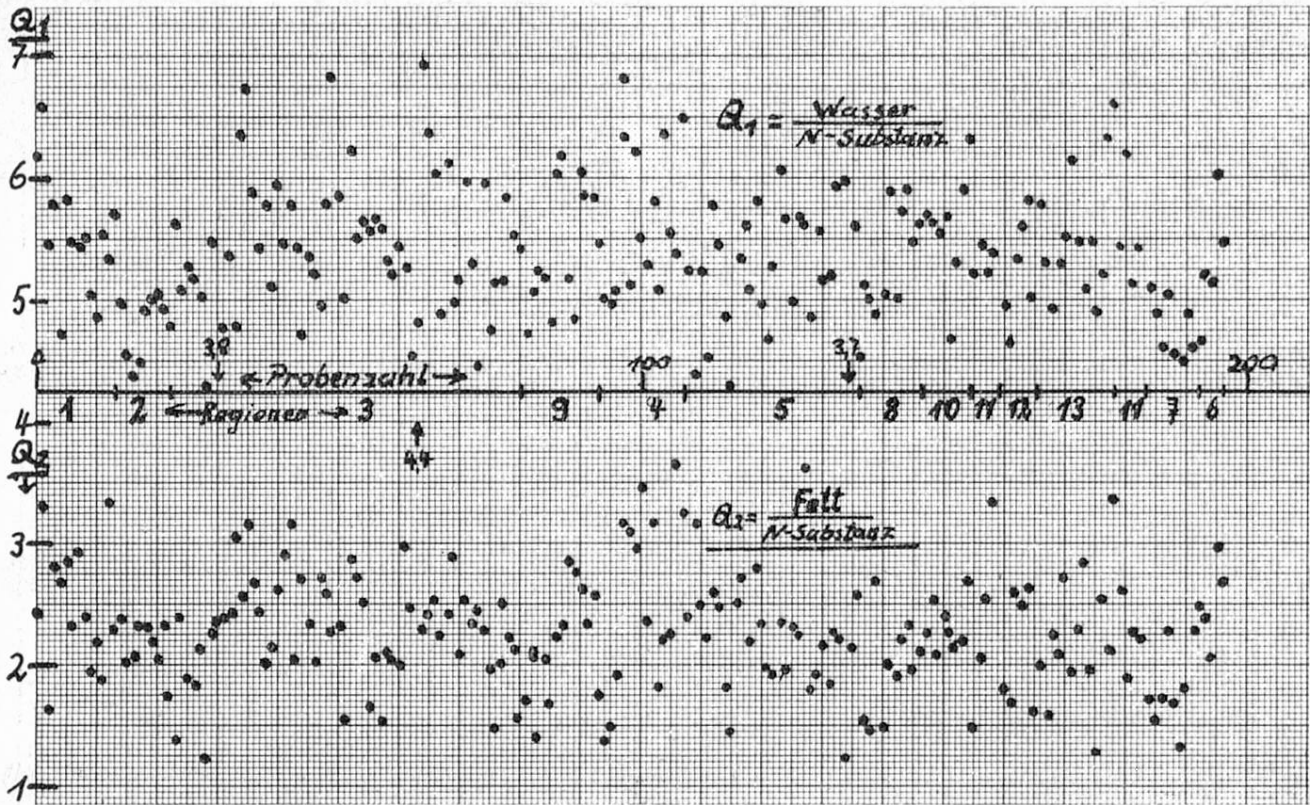 Q1
7
Q1 = Wasser
N-Substanz
6
5
3,8
3,7
100
200
← Probenzahl →
1 2 ← Regionen → 3 9 4 5 8 10 11 12 13 11 7 6
4
4,4
Q2
Q2 = Fett
N-Substanz
3
2
1